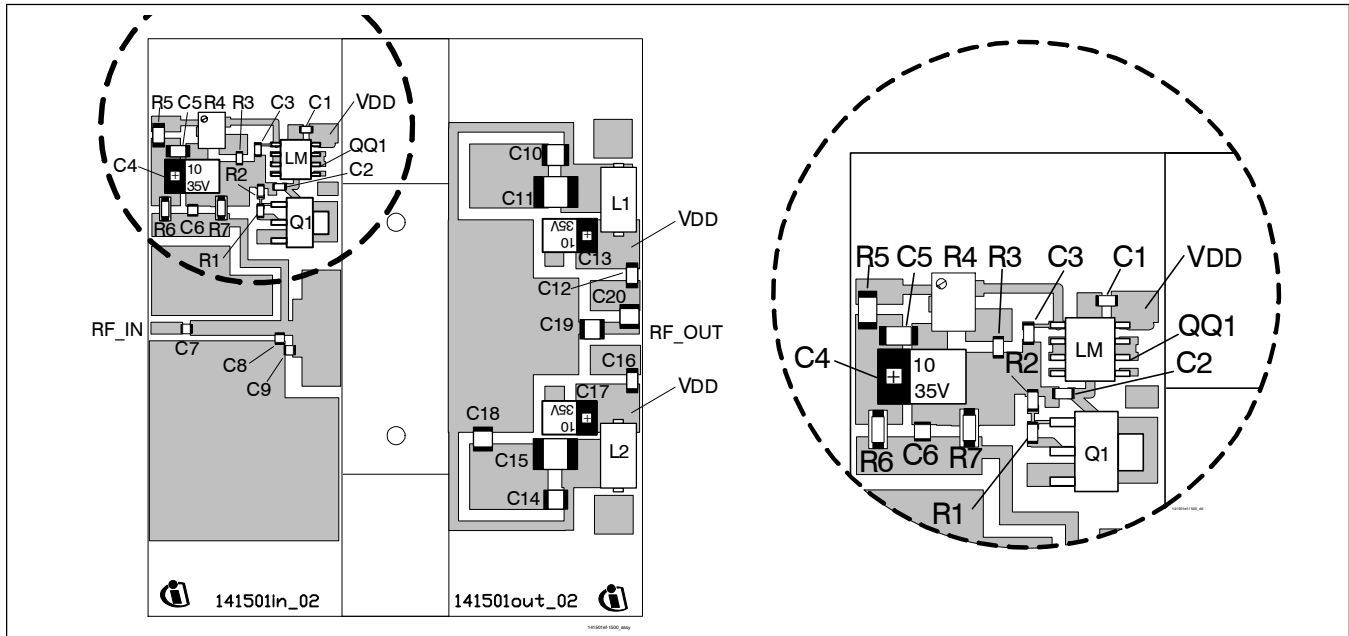 R5 C5 R4 R3 C3 C1 VDD
LM
QQ1
C4 10
35V
R2
C2
R6 C6 R7
Q1
R1
RF_IN
C7
C8
C9
C10
C11
L1
35V
10
VDD
C13
C12
C20
C19
RF_OUT
C16
VDD
C17
35V
10
C18
C15
L2
C14
141501in_02
141501out_02
R5 C5 R4 R3 C3 C1 VDD
LM
QQ1
C4 10
35V
R2
C2
R6 C6 R7
Q1
R1